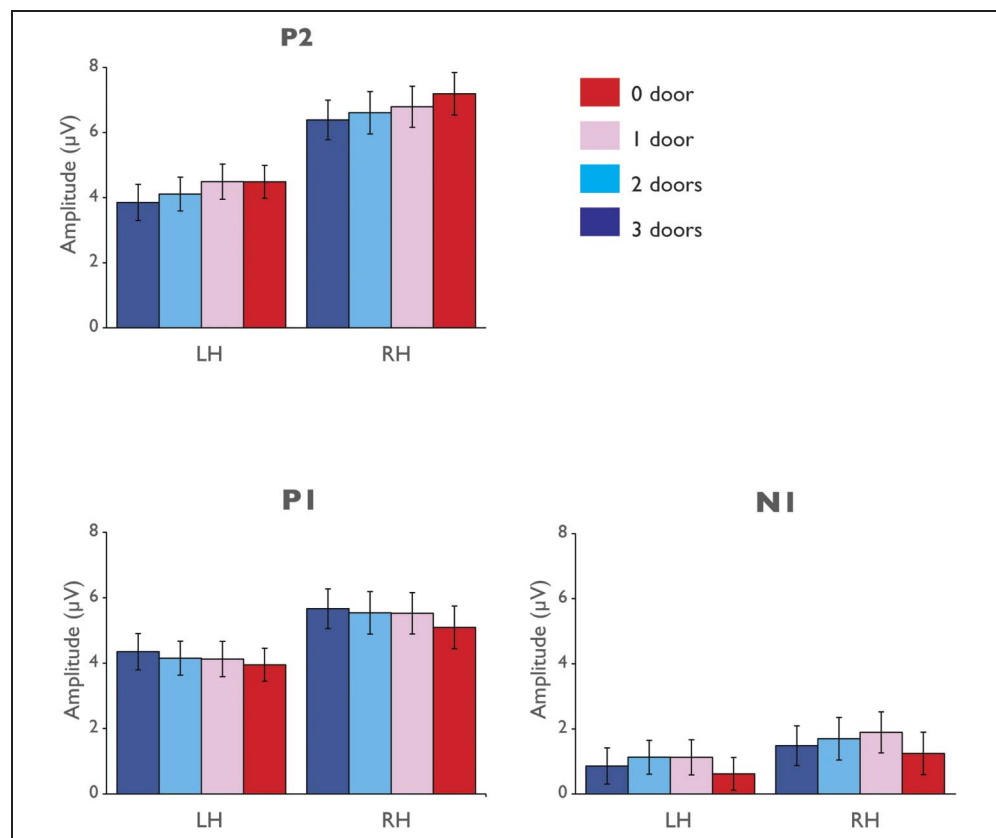 P2
8
6
4
2
0
Amplitude (µV)
LH
RH
0 door
1 door
2 doors
3 doors
P1
8
6
4
2
0
Amplitude (µV)
LH
RH
N1
8
6
4
2
0
Amplitude (µV)
LH
RH